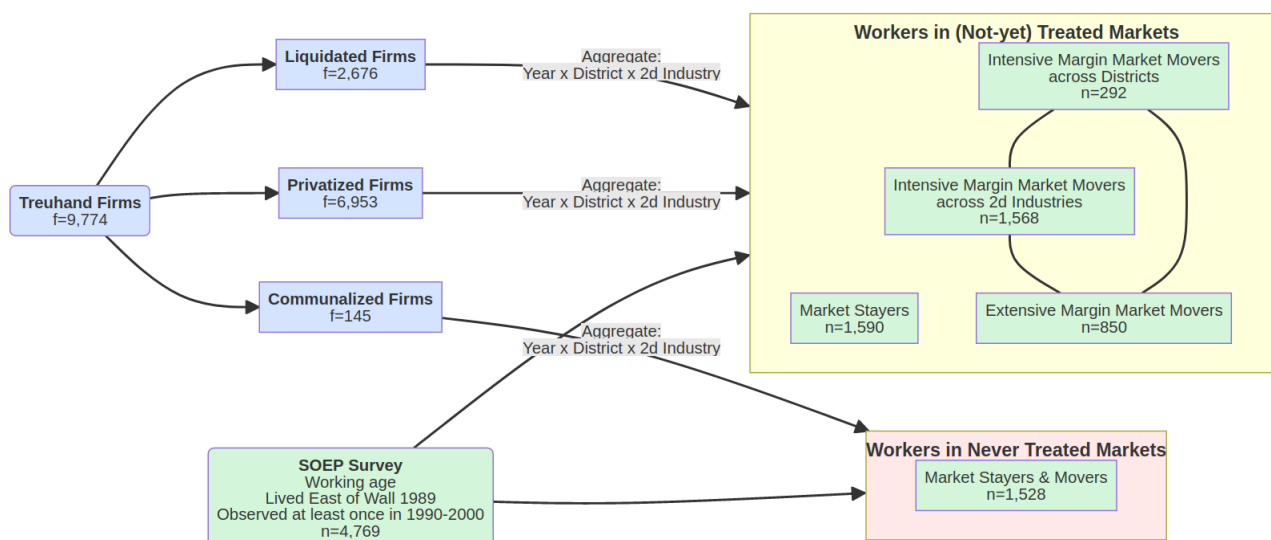 Treuhand Firms
f=9,774
Liquidated Firms
f=2,676
Privatized Firms
f=6,953
Communalized Firms
f=145
Aggregate:
Year x District x 2d Industry
Aggregate:
Year x District x 2d Industry
Aggregate:
Year x District x 2d Industry
SOEP Survey
Working age
Lived East of Wall 1989
Observed at least once in 1990-2000
n=4,769
Workers in (Not-yet) Treated Markets
Intensive Margin Market Movers
across Districts
n=292
Intensive Margin Market Movers
across 2d Industries
n=1,568
Market Stayers
n=1,590
Extensive Margin Market Movers
n=850
Workers in Never Treated Markets
Market Stayers & Movers
n=1,528